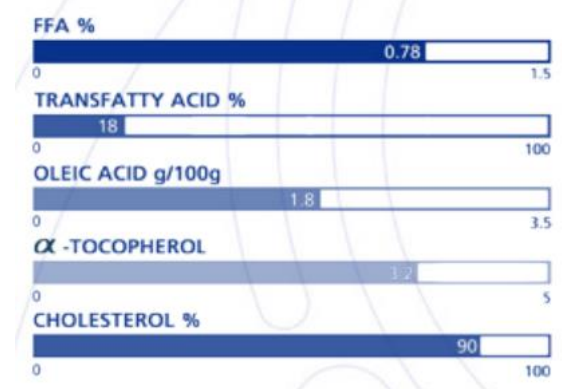 FFA %
0.78
0 1.5
TRANSFATTY ACID %
18
0 100
OLEIC ACID g/100g
1.8
0 3.5
α -TOCOPHEROL
3.2
0 5
CHOLESTEROL %
90
0 100